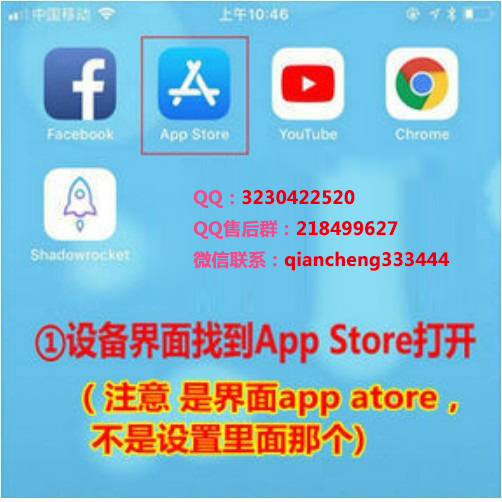 中国移动 上午10:46
Facebook App Store YouTube Chrome
Shadowrocket
QQ：3230422520
QQ售后群：218499627
微信联系：qiancheng333444
①设备界面找到App Store打开
（注意 是界面app atore，
不是设置里面那个）